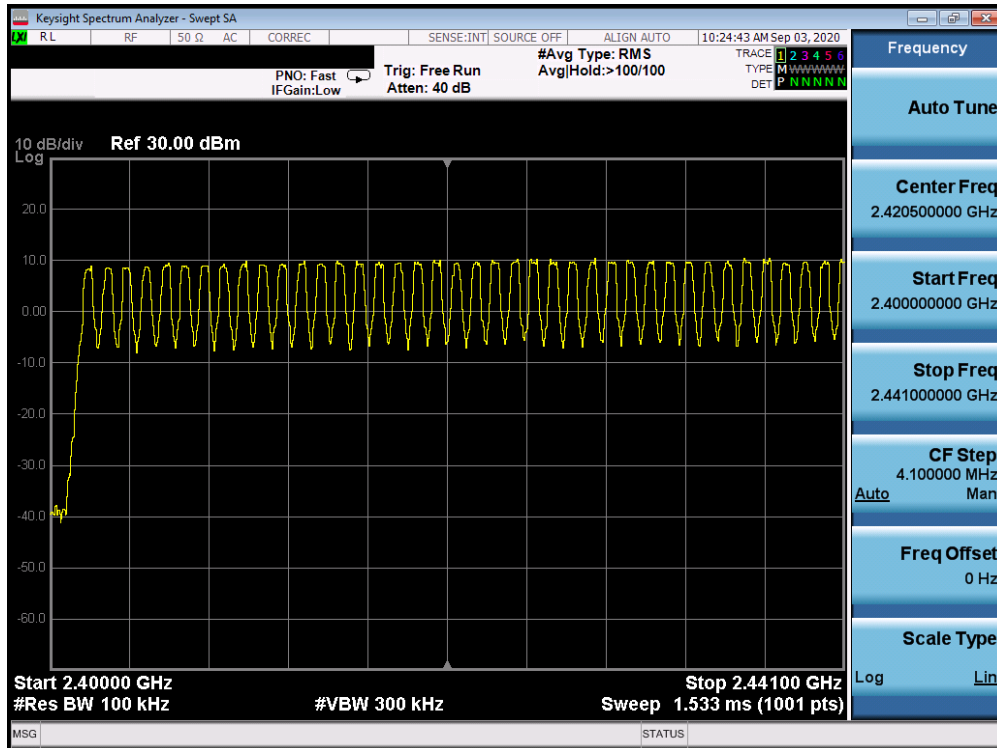 Keysight Spectrum Analyzer - Swept SA
LXI RL RF 50 Ω AC CORREC SENSE:INT SOURCE OFF ALIGN AUTO 10:24:43 AM Sep 03, 2020
PNO: Fast Trig: Free Run #Avg Type: RMS TRACE 1 2 3 4 5 6
IFGain:Low Atten: 40 dB Avg|Hold:>100/100 TYPE M WWWWW
DET P N N N N N
10 dB/div Ref 30.00 dBm
Log
20.0
10.0
0.00
-10.0
-20.0
-30.0
-40.0
-50.0
-60.0
Start 2.40000 GHz Stop 2.44100 GHz
#Res BW 100 kHz #VBW 300 kHz Sweep 1.533 ms (1001 pts)
MSG STATUS
Frequency
Auto Tune
Center Freq
2.420500000 GHz
Start Freq
2.400000000 GHz
Stop Freq
2.441000000 GHz
CF Step
4.100000 MHz
Auto Man
Freq Offset
0 Hz
Scale Type
Log Lin